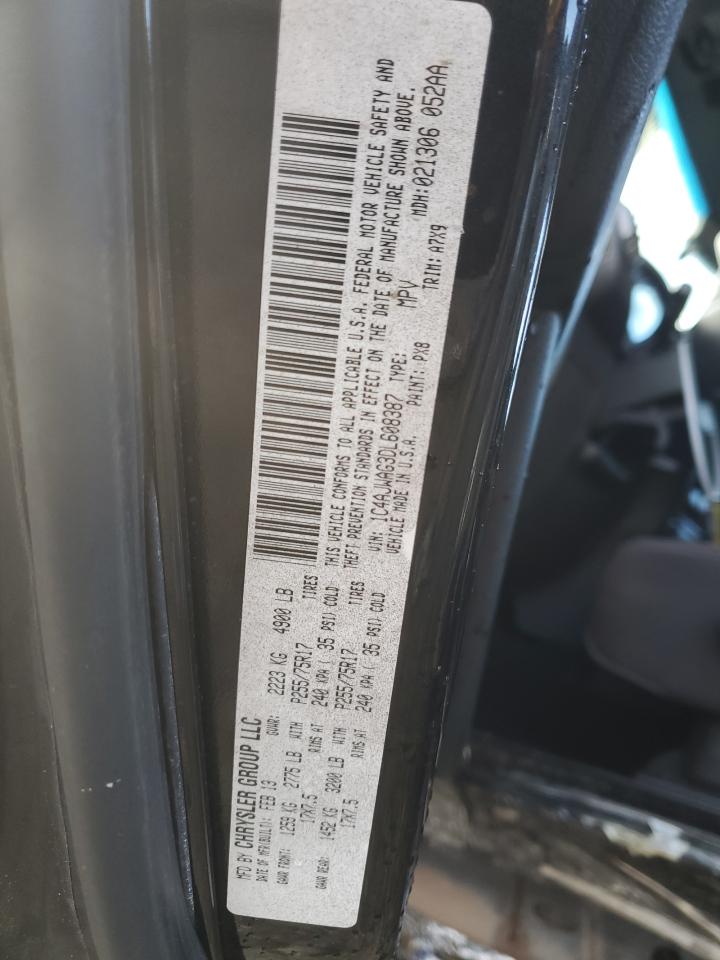 MFD BY CHRYSLER GROUP LLC
DATE OF MFR(BUILT): FEB 13 GVWR: 2223 KG 4900 LB
GAWR FRONT: 1259 KG 2775 LB WITH P255/75R17 TIRES
17X7.5 RIMS AT 240 KPA ( 35 PSI) COLD
GAWR REAR: 1452 KG 3200 LB WITH P255/75R17 TIRES
17X7.5 RIMS AT 240 KPA ( 35 PSI) COLD
THIS VEHICLE CONFORMS TO ALL APPLICABLE U.S.A. FEDERAL MOTOR VEHICLE SAFETY AND
THEFT PREVENTION STANDARDS IN EFFECT ON THE DATE OF MANUFACTURE SHOWN ABOVE.
VIN: 1C4AJWAG3DL608387 TYPE: MPV MDH:021306 052AA
VEHICLE MADE IN U.S.A. PAINT: PX8 TRIM: A7X9